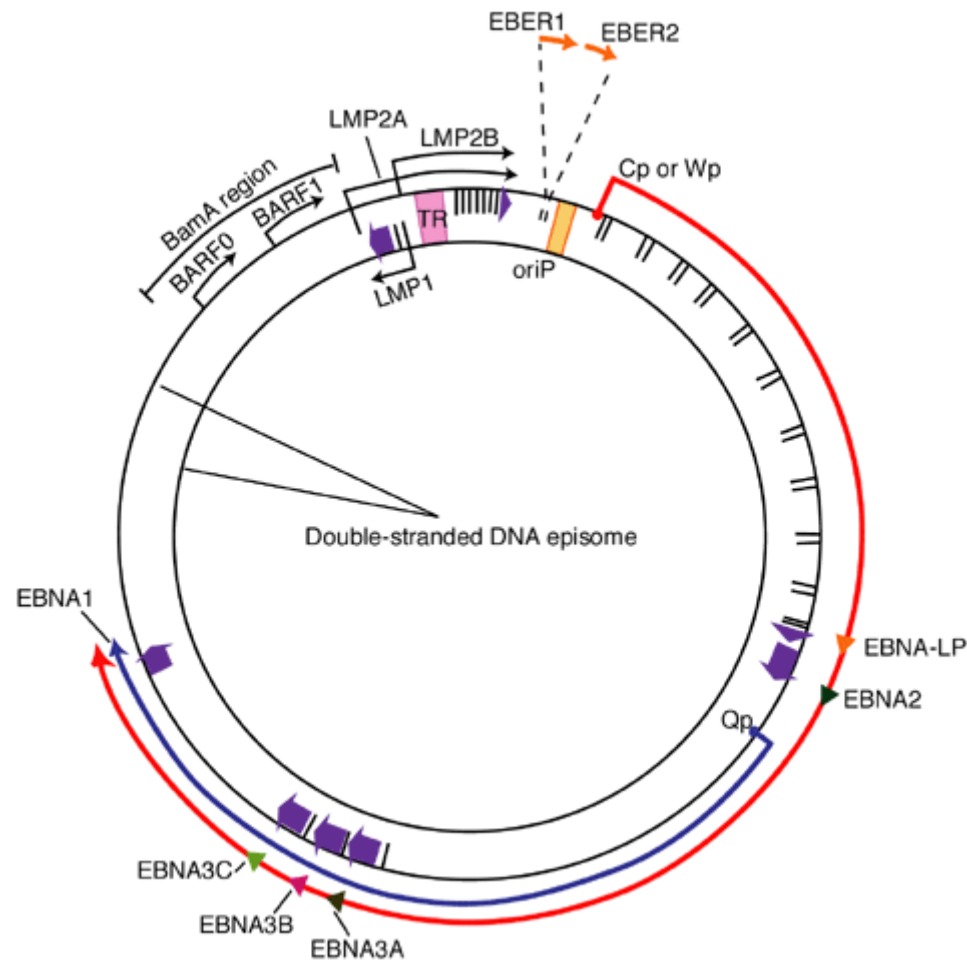 EBER1
EBER2
LMP2A
LMP2B
Cp or Wp
BamA region
BARF1
BARF0
TR
oriP
LMP1
Double-stranded DNA episome
EBNA1
EBNA-LP
EBNA2
Qp
EBNA3C
EBNA3B
EBNA3A